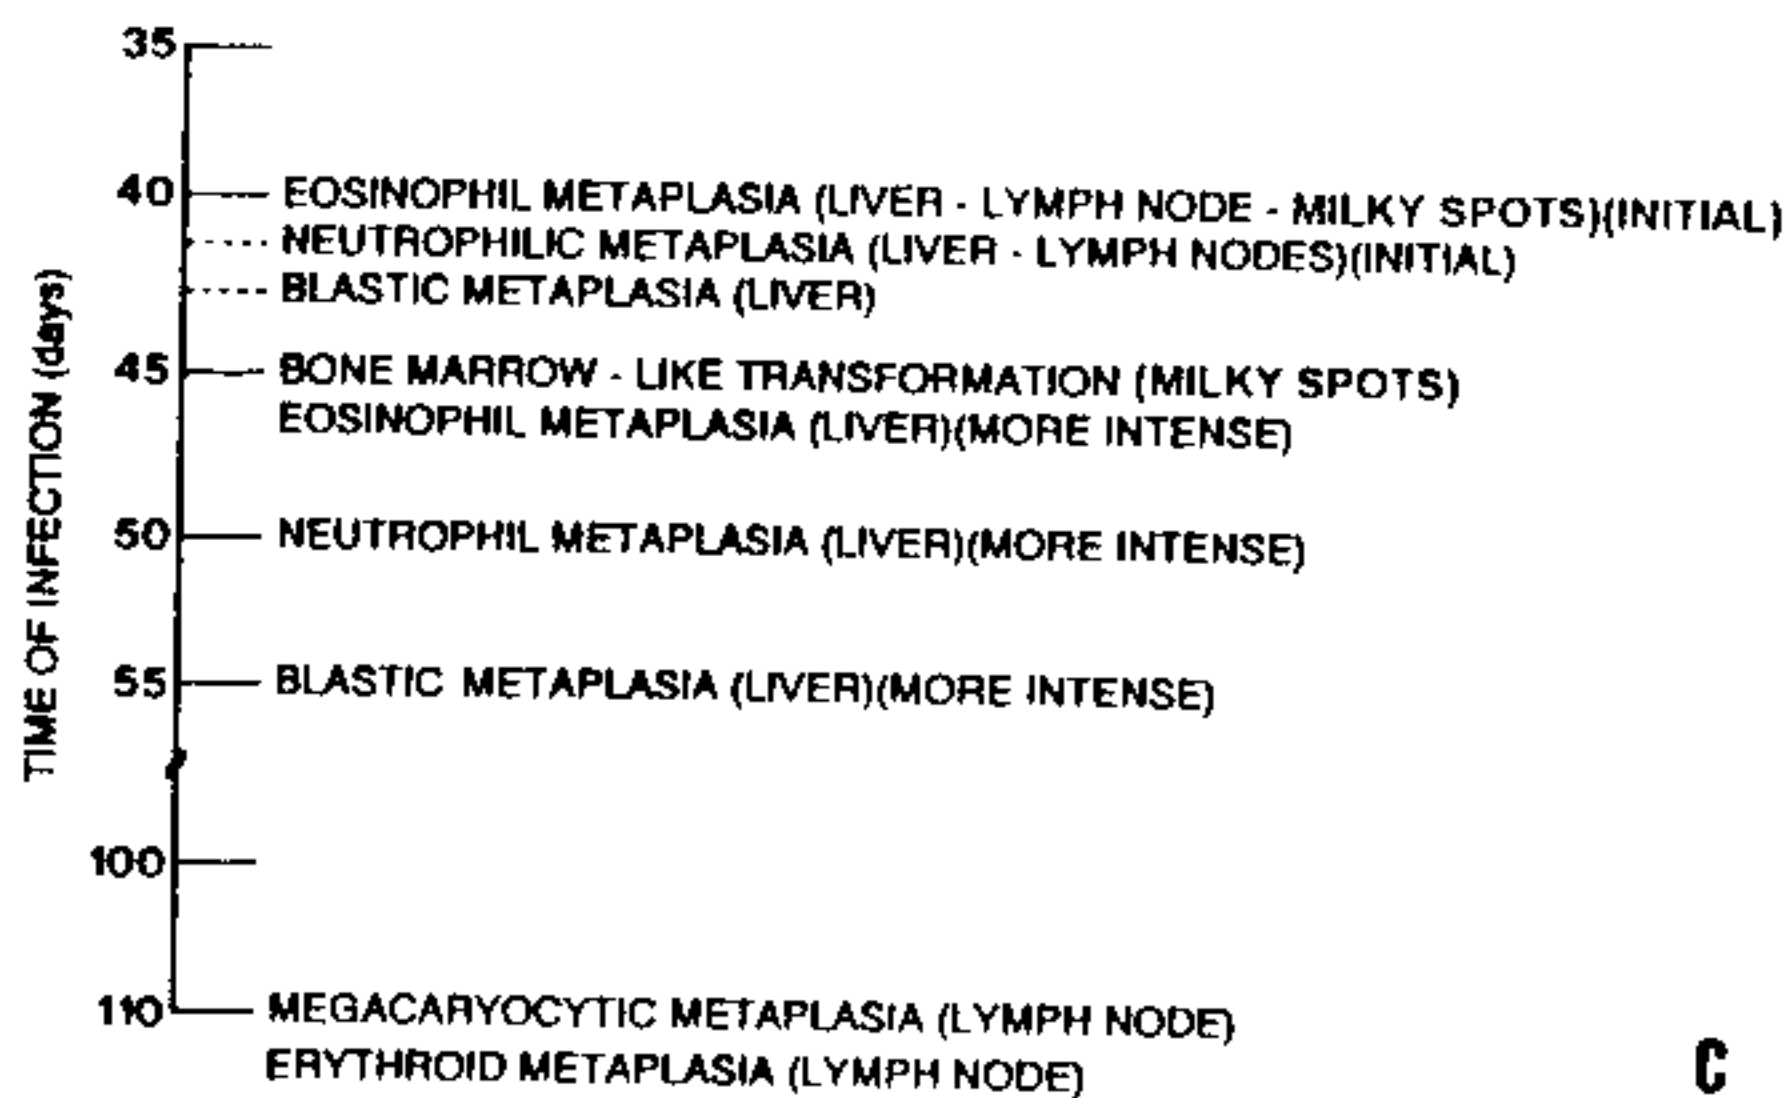 TIME OF INFECTION (days)
35
40 EOSINOPHIL METAPLASIA (LIVER - LYMPH NODE - MILKY SPOTS)(INITIAL)
NEUTROPHILIC METAPLASIA (LIVER - LYMPH NODES)(INITIAL)
BLASTIC METAPLASIA (LIVER)
45 BONE MARROW - LIKE TRANSFORMATION (MILKY SPOTS)
EOSINOPHIL METAPLASIA (LIVER)(MORE INTENSE)
50 NEUTROPHIL METAPLASIA (LIVER)(MORE INTENSE)
55 BLASTIC METAPLASIA (LIVER)(MORE INTENSE)
100
110 MEGACARYOCYTIC METAPLASIA (LYMPH NODE)
ERYTHROID METAPLASIA (LYMPH NODE)
C